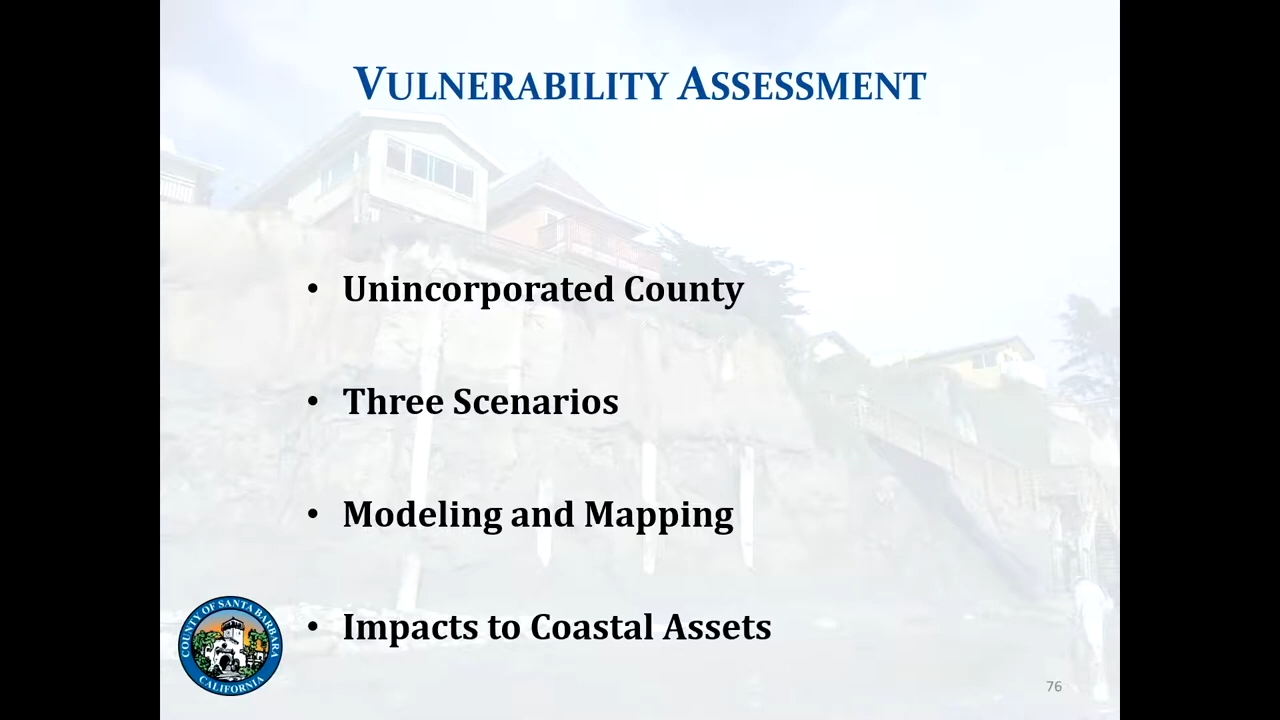 VULNERABILITY ASSESSMENT
• Unincorporated County
• Three Scenarios
• Modeling and Mapping
• Impacts to Coastal Assets
COUNTY OF SANTA BARBARA
CALIFORNIA
76